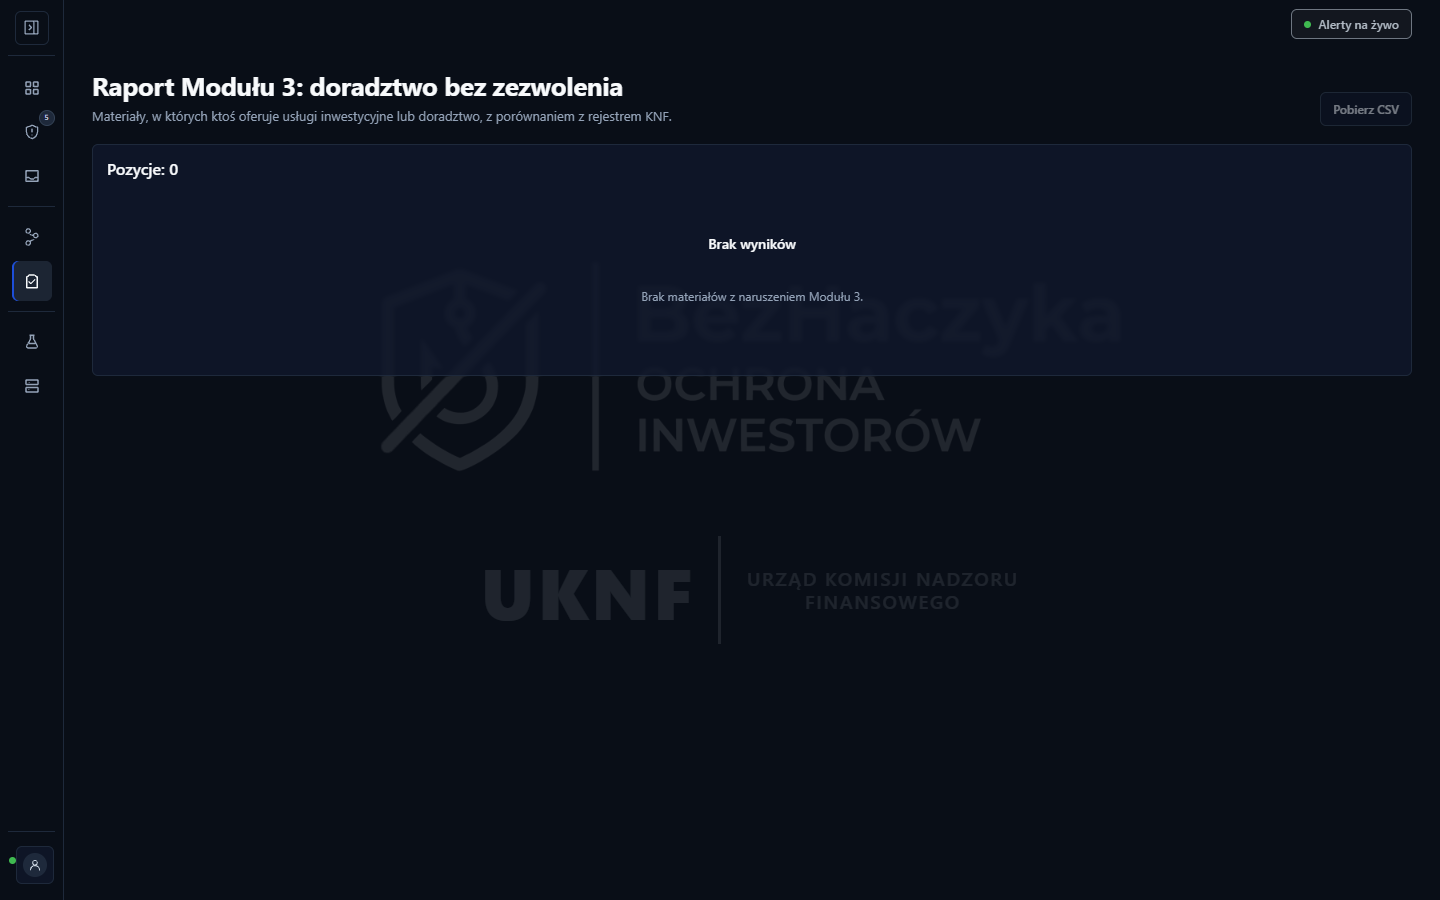 Alerty na żywo
Raport Modułu 3: doradztwo bez zezwolenia
Materiały, w których ktoś oferuje usługi inwestycyjne lub doradztwo, z porównaniem z rejestrem KNF.
Pobierz CSV
5
Pozycje: 0
Brak wyników
Brak materiałów z naruszeniem Modułu 3.
BezHaczyka
OCHRONA
INWESTORÓW
UKNF
URZĄD KOMISJI NADZORU
FINANSOWEGO